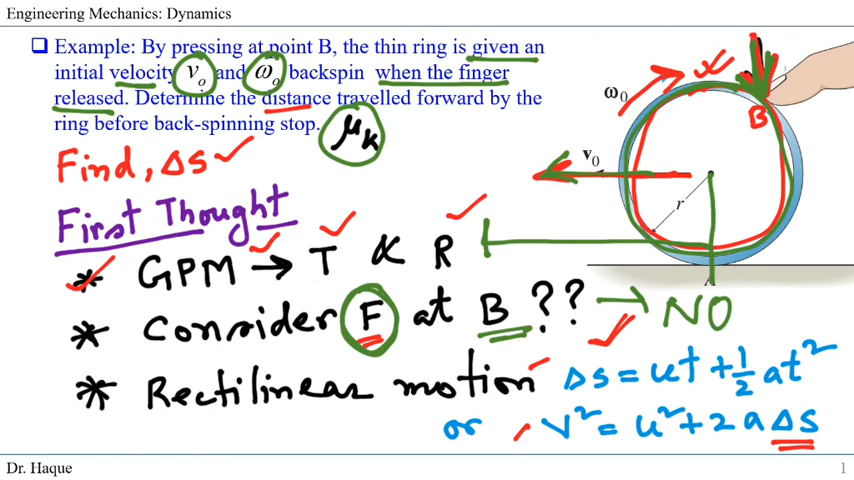 Engineering Mechanics: Dynamics
❑ Example: By pressing at point B, the thin ring is given an
initial velocity v₀ and ω₀ backspin when the finger
released. Determine the distance travelled forward by the
ring before back-spinning stop. μk
Find, ΔS ✓
First Thought
* GPM → T & R
* Consider F at B ?? → NO
* Rectilinear motion Δs = ut + ½ at²
or v² = u² + 2aΔs
ω₀
B
v₀
r
A
Dr. Haque
1